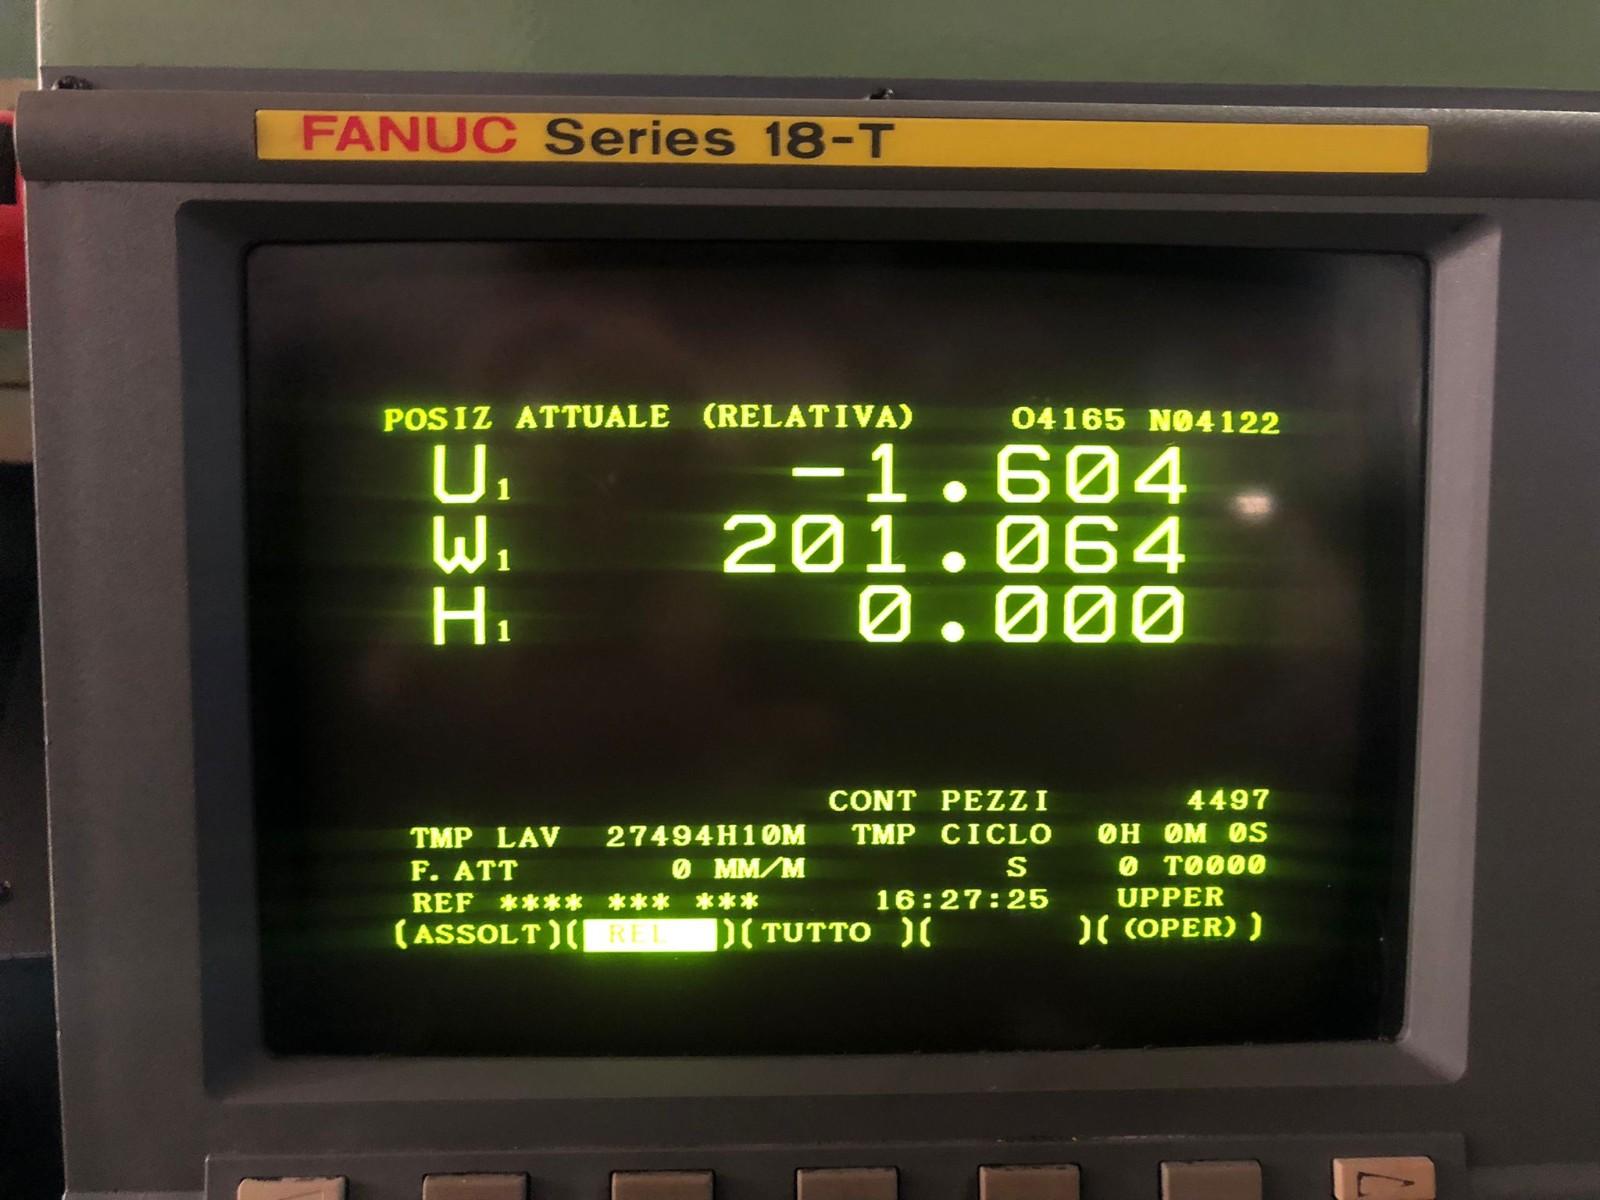 FANUC Series 18-T
POSIZ ATTUALE (RELATIVA) O4165 N04122
U1 -1.604
W1 201.064
H1 0.000
CONT PEZZI 4497
TMP LAV 27494H10M TMP CICLO 0H 0M 0S
F.ATT 0 MM/M S 0 T0000
REF **** *** *** 16:27:25 UPPER
(ASSOLT)( REL )(TUTTO )( )( (OPER) )